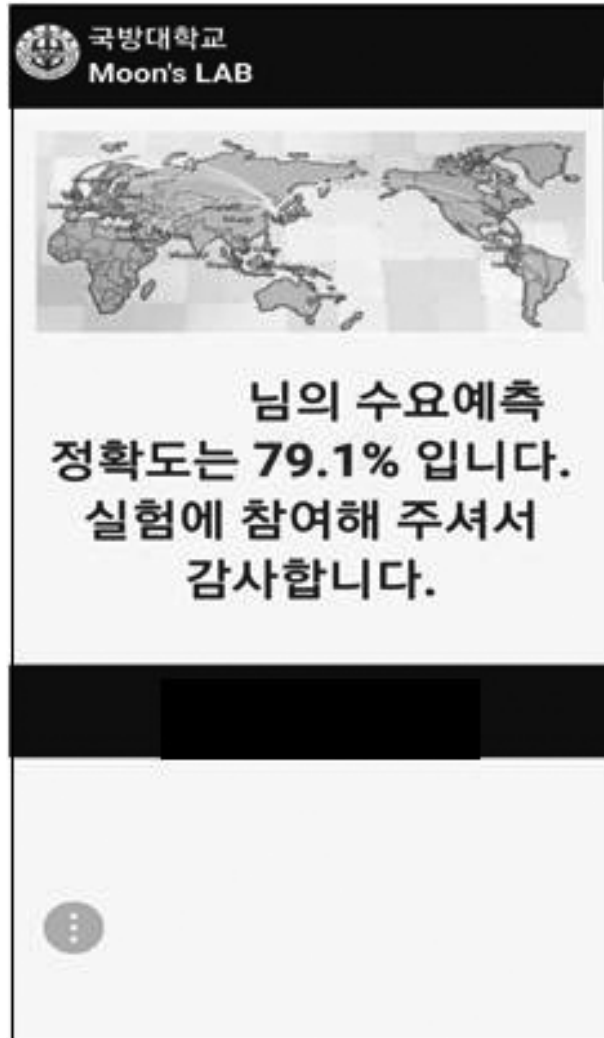 국방대학교
Moon's LAB
님의 수요예측
정확도는 79.1% 입니다.
실험에 참여해 주셔서
감사합니다.